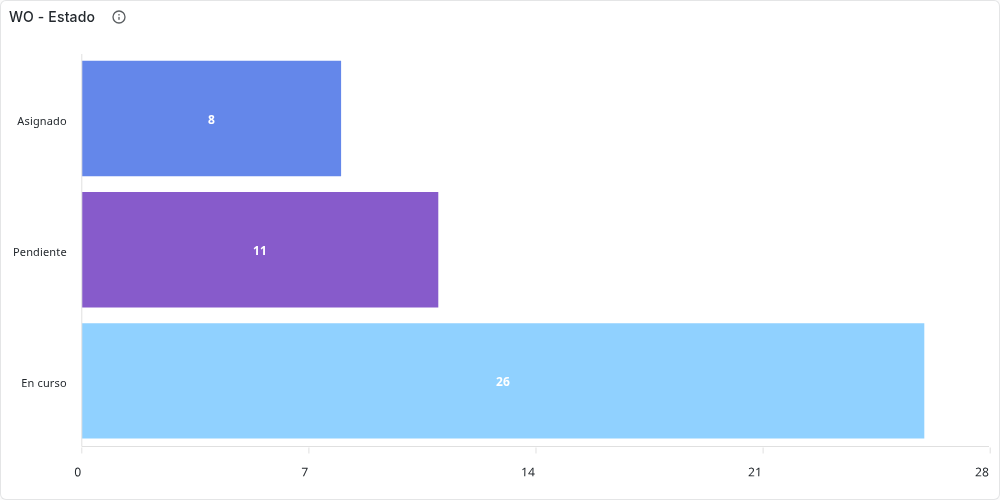 WO - Estado
Asignado
8
Pendiente
11
En curso
26
0 7 14 21 28